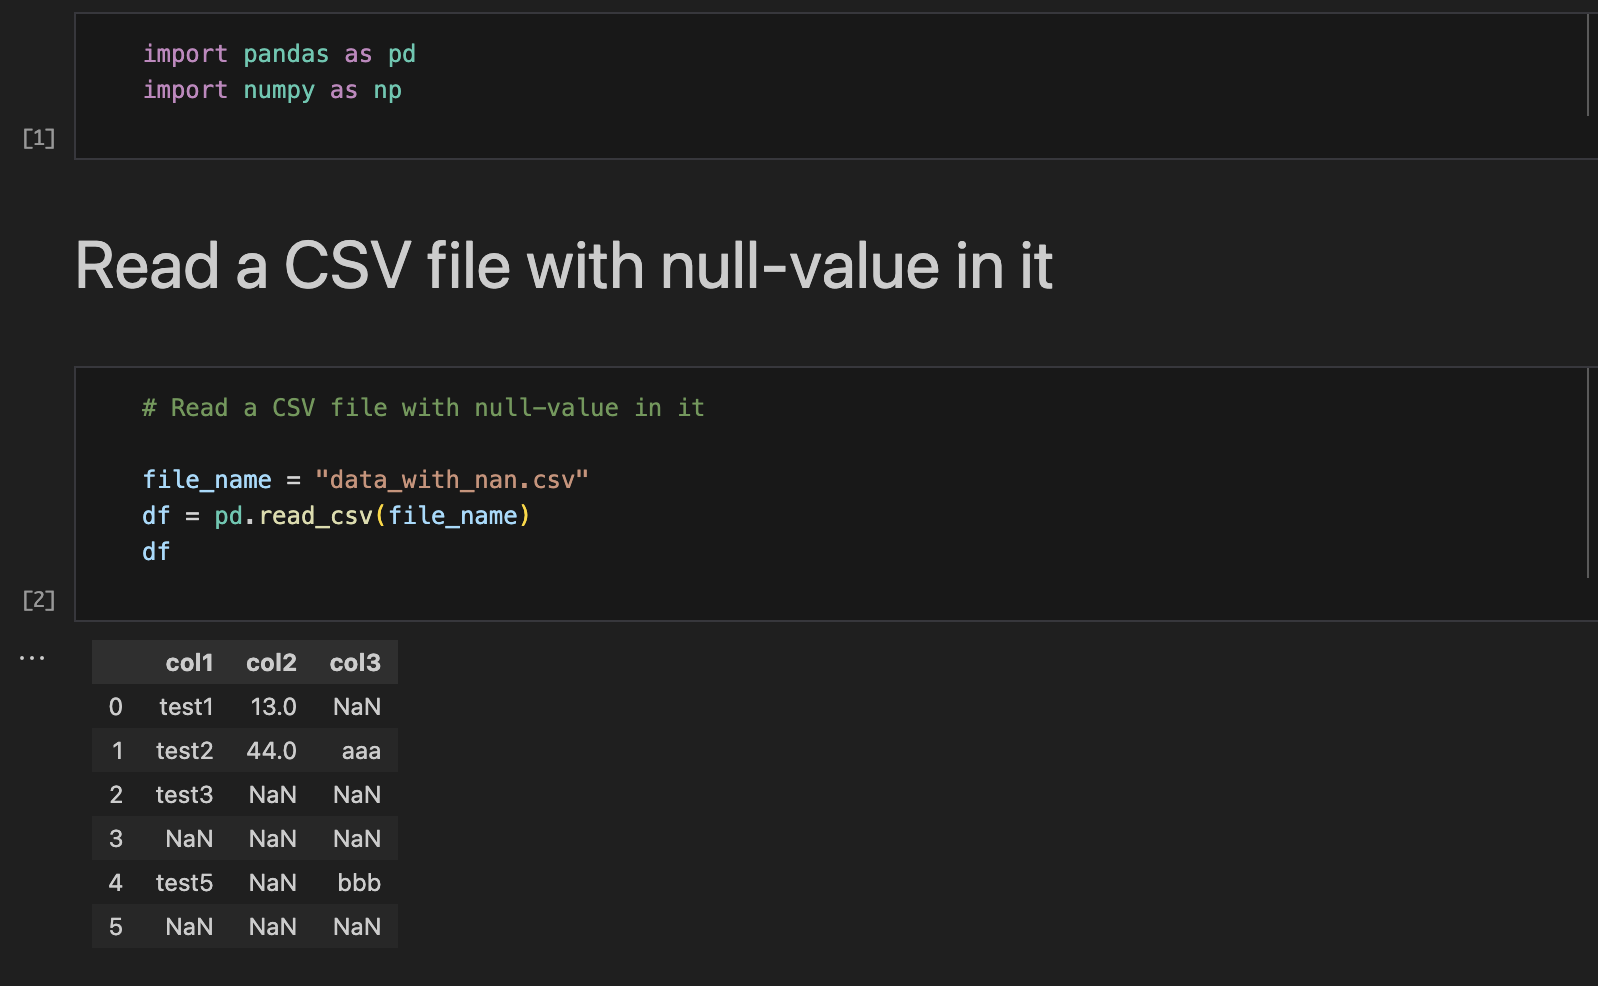 import pandas as pd
import numpy as np
[1]
Read a CSV file with null-value in it
# Read a CSV file with null-value in it
file_name = "data_with_nan.csv"
df = pd.read_csv(file_name)
df
[2]
...
col1 col2 col3
0 test1 13.0 NaN
1 test2 44.0 aaa
2 test3 NaN NaN
3 NaN NaN NaN
4 test5 NaN bbb
5 NaN NaN NaN